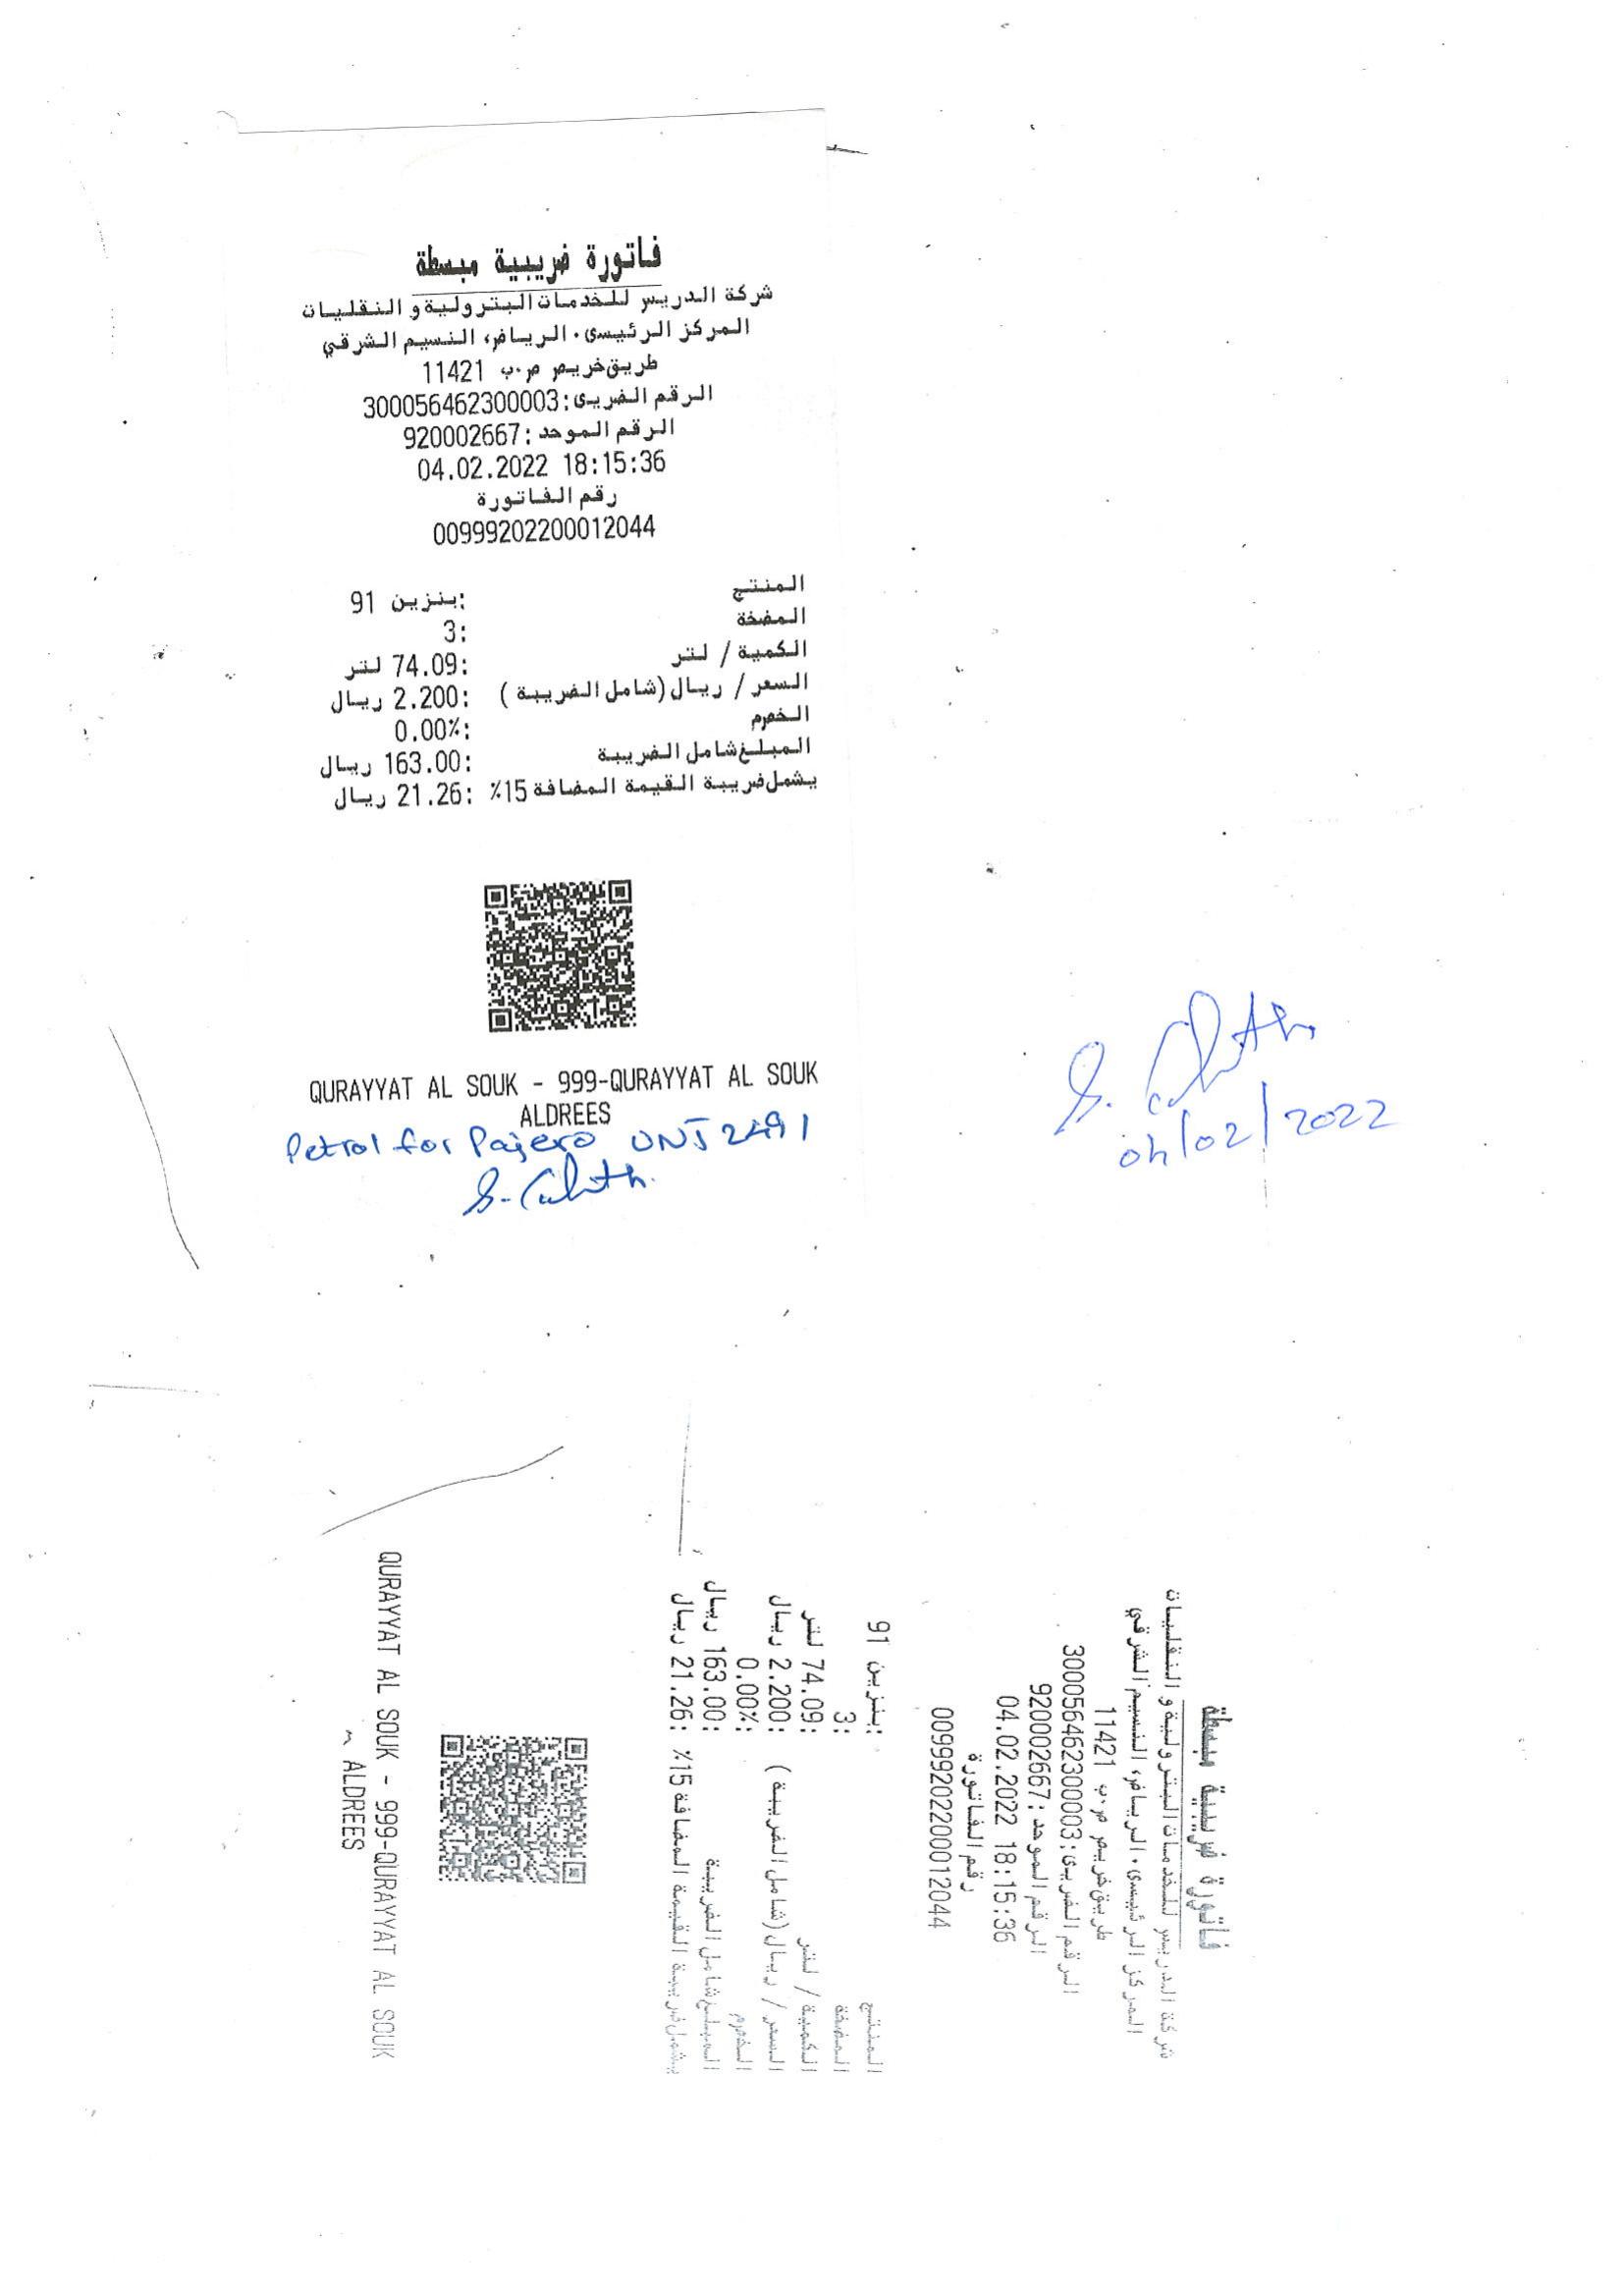 فاتورة ضريبية مبسطة
شركة الدريس للخدمات البترولية و النقليات
المركز الرئيسى. الرياض، النسيم الشرقي
طريق خريص ص.ب 11421
الرقم الضريبى: 300056462300003
الرقم الموحد: 920002667
04.02.2022 18:15:36
رقم الفاتورة
00999202200012044
المنتج :بنزين 91
المضخة :3
الكمية / لتر :74.09 لتر
السعر / ريال (شامل الضريبة ) :2.200 ريال
الخصم :0.00%
المبلغ شامل الضريبة :163.00 ريال
يشمل ضريبة القيمة المضافة 15% :21.26 ريال
QURAYYAT AL SOUK - 999-QURAYYAT AL SOUK
ALDREES
Petrol for Pajero UNJ 2491
04/02/2022
فاتورة ضريبية مبسطة
شركة الدريس للخدمات البترولية و النقليات
المركز الرئيسى. الرياض، النسيم الشرقي
طريق خريص ص.ب 11421
الرقم الضريبى: 300056462300003
الرقم الموحد: 920002667
04.02.2022 18:15:36
رقم الفاتورة
00999202200012044
المنتج :بنزين 91
المضخة :3
الكمية / لتر :74.09 لتر
السعر / ريال (شامل الضريبة ) :2.200 ريال
الخصم :0.00%
المبلغ شامل الضريبة :163.00 ريال
يشمل ضريبة القيمة المضافة 15% :21.26 ريال
QURAYYAT AL SOUK - 999-QURAYYAT AL SOUK
ALDREES